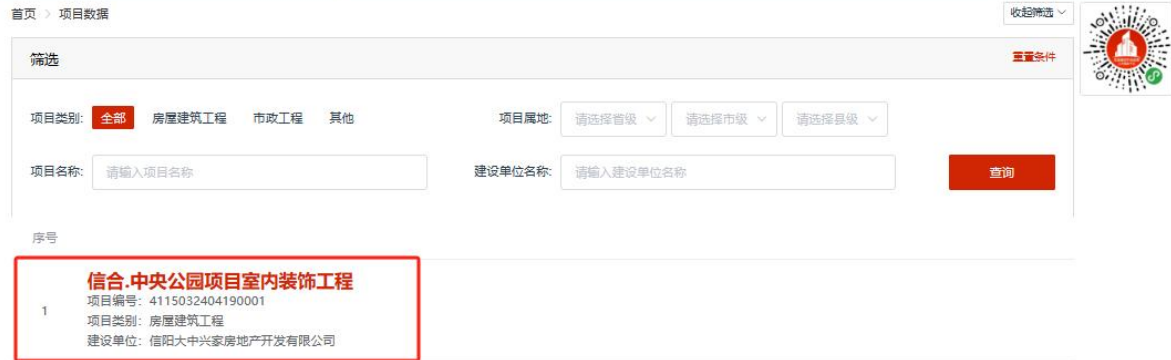 首页 > 项目数据
收起筛选
筛选
重置条件
项目类别: 全部 房屋建筑工程 市政工程 其他
项目属地: 请选择省级 请选择市级 请选择县级
项目名称: 请输入项目名称
建设单位名称: 请输入建设单位名称
查询
序号
1
信合.中央公园项目室内装饰工程
项目编号: 4115032404190001
项目类别: 房屋建筑工程
建设单位: 信阳大中兴家房地产开发有限公司